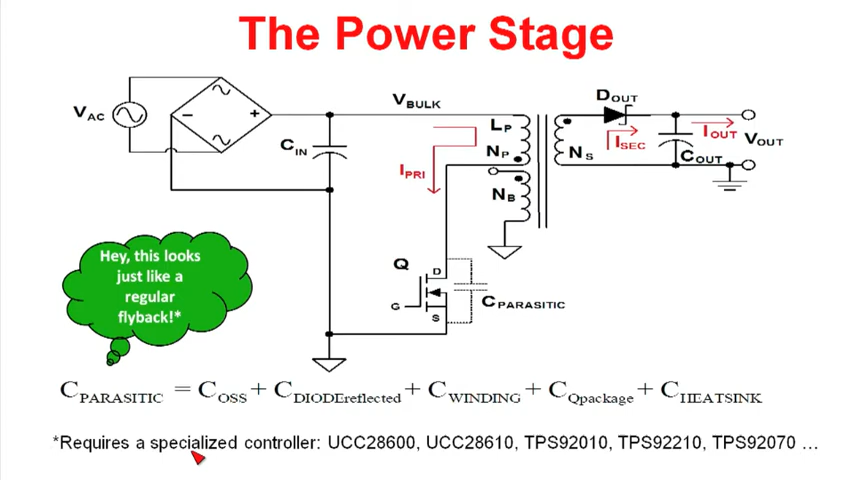 The Power Stage
VAC
VBULK
CIN
LP
NP
IPRI
NB
NS
DOUT
ISEC
IOUT
COUT
VOUT
Q
D
G
S
CPARASITIC
Hey, this looks
just like a
regular
flyback!*
CPARASITIC = COSS + CDIODEreflected + CWINDING + CQpackage + CHEATSINK
*Requires a specialized controller: UCC28600, UCC28610, TPS92010, TPS92210, TPS92070 ...